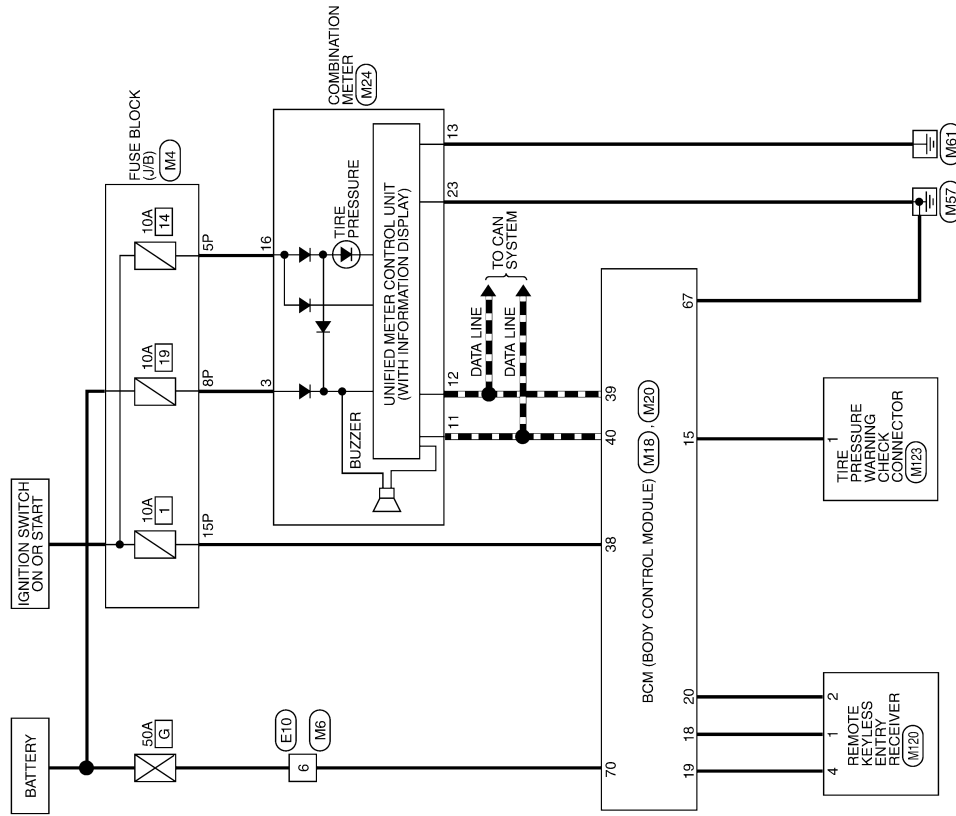 BATTERY
IGNITION SWITCH
ON OR START
50A
G
10A
1
10A
19
10A
14
FUSE BLOCK
(J/B)
M4
15P
8P
5P
E10
6
M6
3
16
COMBINATION
METER
M24
BUZZER
TIRE
PRESSURE
UNIFIED METER CONTROL UNIT
(WITH INFORMATION DISPLAY)
11
12
23
13
DATA LINE
DATA LINE
TO CAN
SYSTEM
70
38
40
39
67
BCM (BODY CONTROL MODULE) M18 , M20
19
18
20
15
4
1
2
REMOTE
KEYLESS
ENTRY
RECEIVER
M120
1
TIRE
PRESSURE
WARNING
CHECK
CONNECTOR
M123
M57
M61